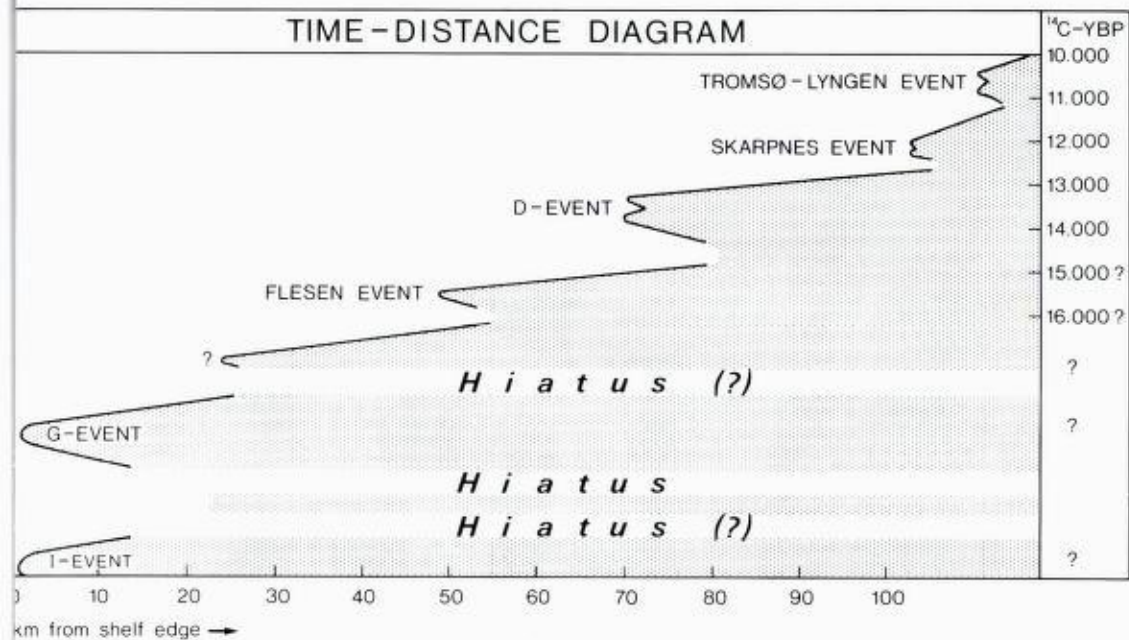 TIME-DISTANCE DIAGRAM
¹⁴C-YBP
10.000
TROMSØ-LYNGEN EVENT
11.000
SKARPNES EVENT
12.000
13.000
D-EVENT
14.000
15.000?
FLESEN EVENT
16.000?
?
?
Hiatus (?)
G-EVENT
?
Hiatus
Hiatus (?)
I-EVENT
?
0 10 20 30 40 50 60 70 80 90 100
km from shelf edge →